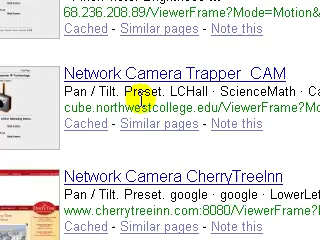 68.236.208.89/ViewerFrame?Mode=Motion&
Cached - Similar pages - Note this
Network Camera Trapper_CAM
Pan / Tilt. Preset. LCHall · ScienceMath · Ca
cube.northwestcollege.edu/ViewerFrame?Mo
Cached - Similar pages - Note this
Network Camera CherryTreeInn
Pan / Tilt. Preset. google · google · LowerLef
www.cherrytreeinn.com:8080/ViewerFrame?
Cached - Similar pages - Note this